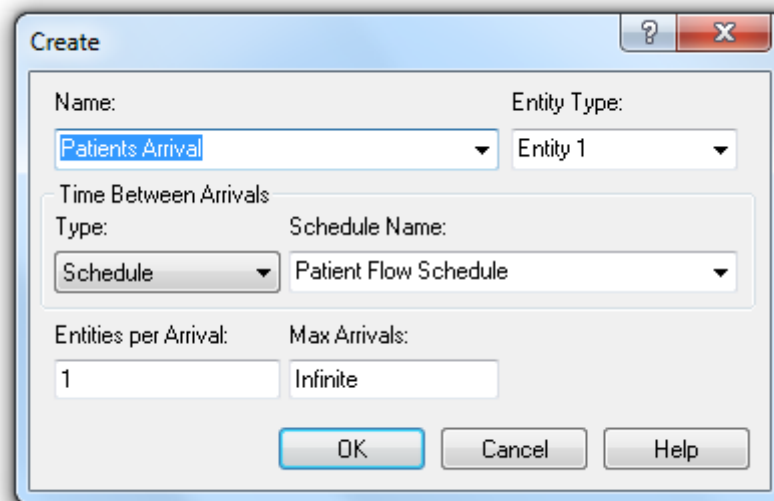 Create
Name: Entity Type:
Patients Arrival Entity 1
Time Between Arrivals
Type: Schedule Name:
Schedule Patient Flow Schedule
Entities per Arrival: Max Arrivals:
1 Infinite
OK Cancel Help